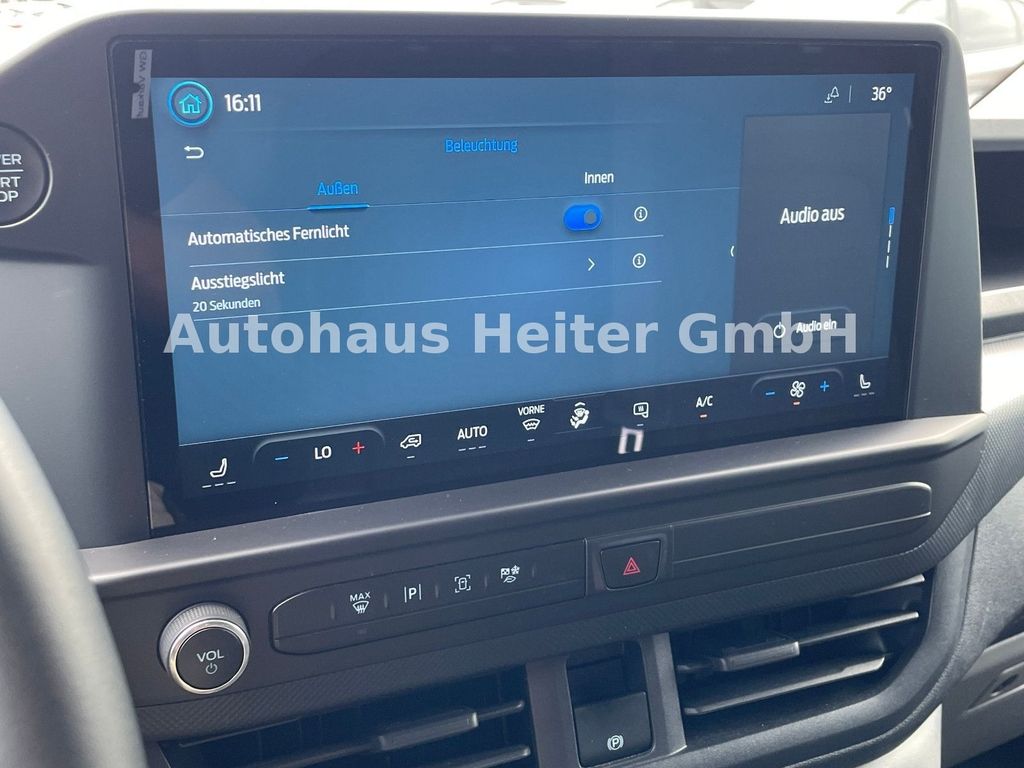 16:11
36°
Beleuchtung
Außen
Innen
Automatisches Fernlicht
Ausstiegslicht
20 Sekunden
Audio aus
Audio ein
Autohaus Heiter GmbH
LO
AUTO
VORNE
A/C
MAX
P
VOL